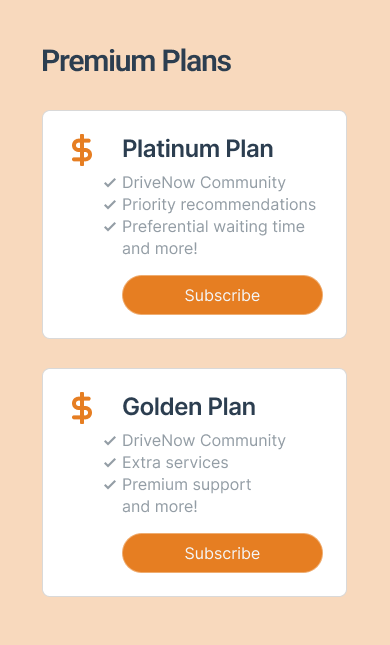 Premium Plans
$
Platinum Plan
DriveNow Community
Priority recommendations
Preferential waiting time
and more!
Subscribe
$
Golden Plan
DriveNow Community
Extra services
Premium support
and more!
Subscribe